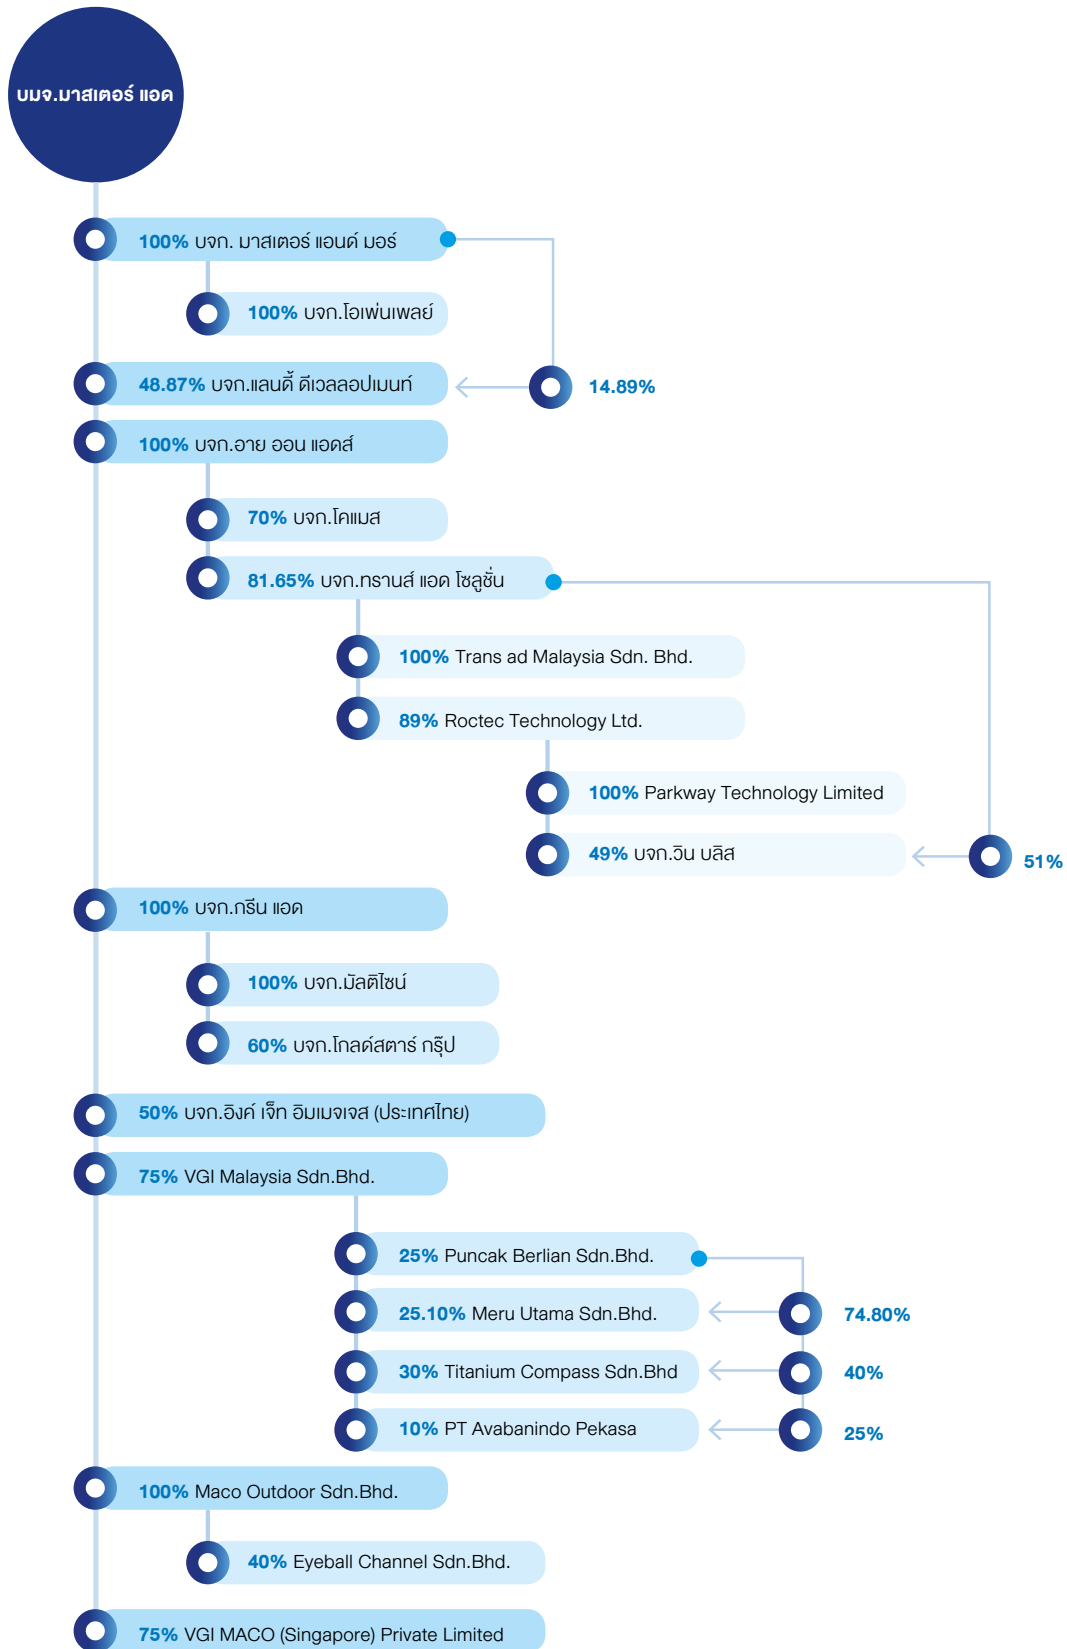 บมจ.มาสเตอร์ แอด
100% บจก. มาสเตอร์ แอนด์ มอร์
100% บจก.โอเพ่นเพลย์
48.87% บจก.แลนดี้ ดีเวลลอปเมนท์
14.89%
100% บจก.อาย ออน แอดส์
70% บจก.โคแมส
81.65% บจก.ทรานส์ แอด โซลูชั่น
100% Trans ad Malaysia Sdn. Bhd.
89% Roctec Technology Ltd.
100% Parkway Technology Limited
49% บจก.วิน บลิส
51%
100% บจก.กรีน แอด
100% บจก.มัลติไซน์
60% บจก.โกลด์สตาร์ กรุ๊ป
50% บจก.อิงค์ เจ็ท อิมเมจเจส (ประเทศไทย)
75% VGI Malaysia Sdn.Bhd.
25% Puncak Berlian Sdn.Bhd.
25.10% Meru Utama Sdn.Bhd.
74.80%
30% Titanium Compass Sdn.Bhd
40%
10% PT Avabanindo Pekasa
25%
100% Maco Outdoor Sdn.Bhd.
40% Eyeball Channel Sdn.Bhd.
75% VGI MACO (Singapore) Private Limited